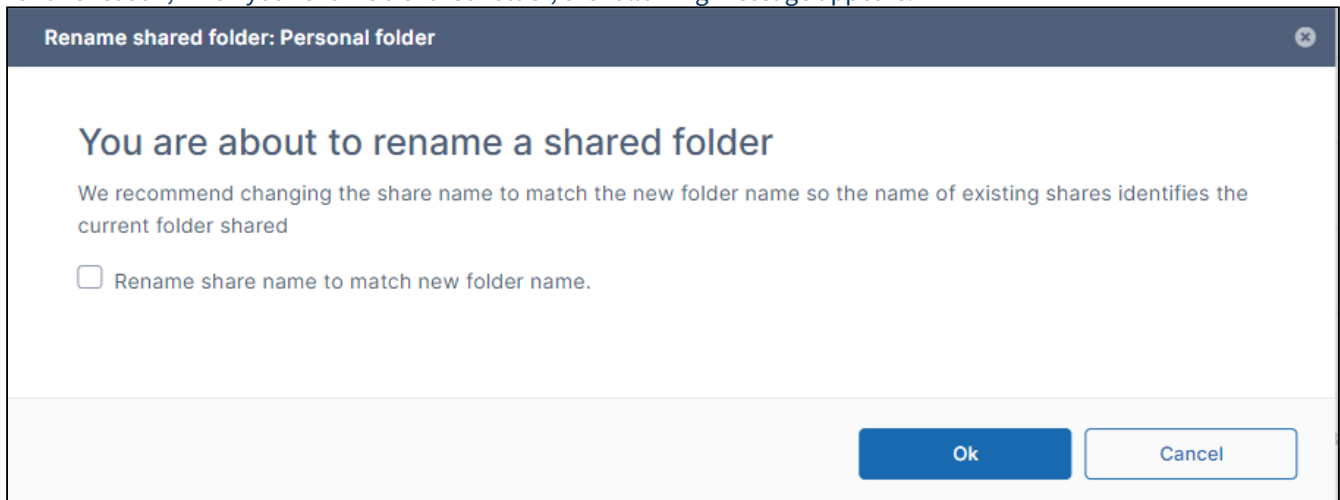 Rename shared folder: Personal folder
You are about to rename a shared folder
We recommend changing the share name to match the new folder name so the name of existing shares identifies the
current folder shared
Rename share name to match new folder name.
Ok
Cancel